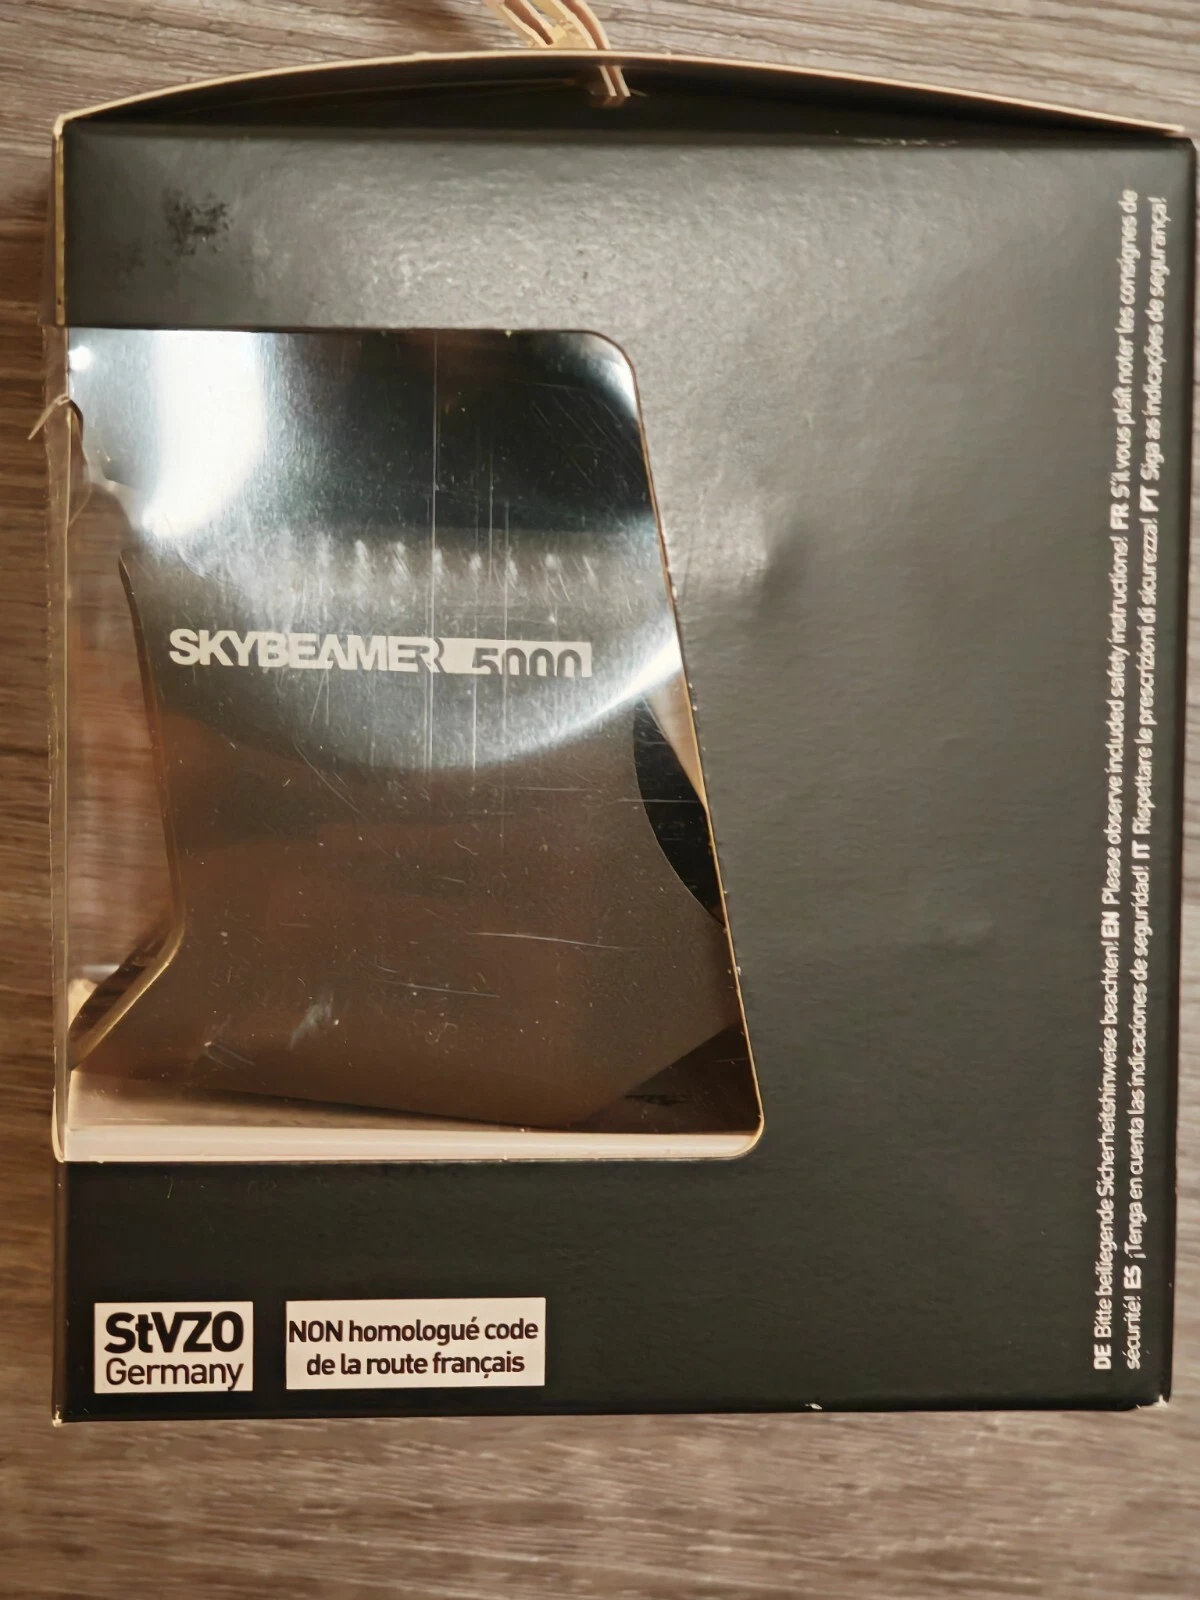 SKYBEAMER 5000
StVZO
Germany
NON homologué code
de la route français
DE Bitte beiliegende Sicherheitshinweise beachten! EN Please observe included safety instructions! FR S'il vous plaît noter les consignes de
sécurité! ES ¡Tenga en cuenta las indicaciones de seguridad! IT Rispettare le prescrizioni di sicurezza! PT Siga as indicações de segurança!